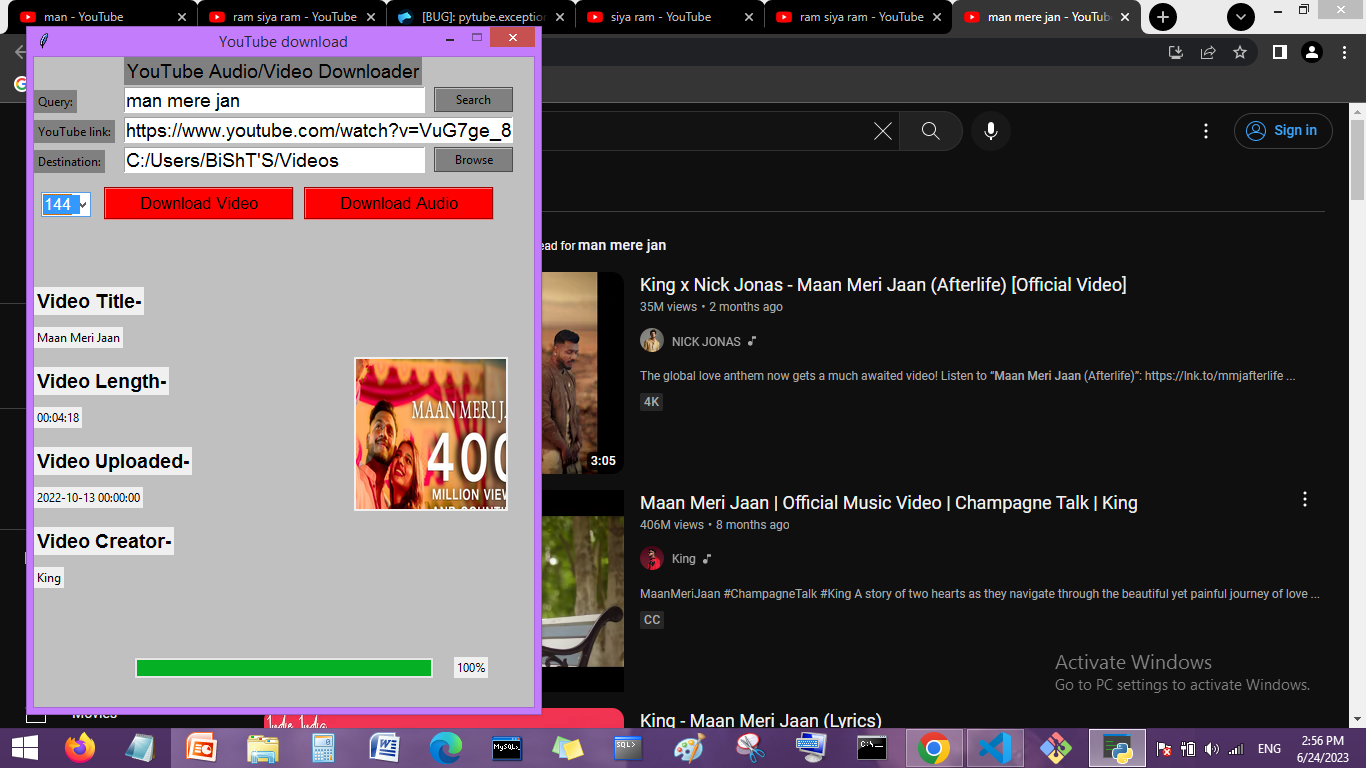 man - YouTube
ram siya ram - YouTube
[BUG]: pytube.exception
siya ram - YouTube
ram siya ram - YouTube
man mere jan - YouTub
YouTube download
YouTube Audio/Video Downloader
Query:
man mere jan
Search
YouTube link:
https://www.youtube.com/watch?v=VuG7ge_8
Destination:
C:/Users/BiShT'S/Videos
Browse
144
Download Video
Download Audio
Video Title-
Maan Meri Jaan
Video Length-
00:04:18
Video Uploaded-
2022-10-13 00:00:00
Video Creator-
King
MAAN MERI J
400
MILLION VIEW
AND COUNTI
100%
Sign in
ead for man mere jan
King x Nick Jonas - Maan Meri Jaan (Afterlife) [Official Video]
35M views • 2 months ago
NICK JONAS
The global love anthem now gets a much awaited video! Listen to “Maan Meri Jaan (Afterlife)”: https://lnk.to/mmjafterlife ...
4K
3:05
Maan Meri Jaan | Official Music Video | Champagne Talk | King
406M views • 8 months ago
King
MaanMeriJaan #ChampagneTalk #King A story of two hearts as they navigate through the beautiful yet painful journey of love ...
CC
Activate Windows
Go to PC settings to activate Windows.
Movies
Indie India
King - Maan Meri Jaan (Lyrics)
MySQL
SQL>
C:\
ENG
2:56 PM
6/24/2023